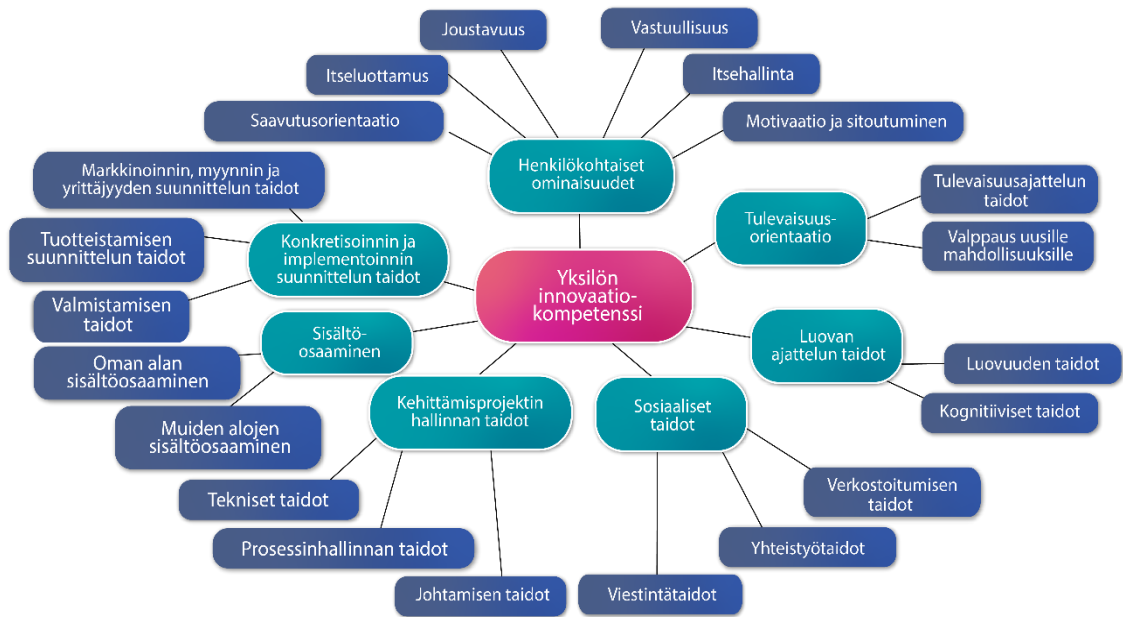 Joustavuus
Vastuullisuus
Itseluottamus
Itsehallinta
Saavutusorientaatio
Motivaatio ja sitoutuminen
Henkilökohtaiset
ominaisuudet
Markkinoinnin, myynnin ja
yrittäjyyden suunnittelun taidot
Tulevaisuusajattelun
taidot
Tulevaisuus-
orientaatio
Tuotteistamisen
suunnittelun taidot
Konkretisoinnin ja
implementoinnin
suunnittelun taidot
Valppaus uusille
mahdollisuuksille
Yksilön
innovaatio-
kompetenssi
Valmistamisen
taidot
Sisältö-
osaaminen
Luovan
ajattelun taidot
Oman alan
sisältöosaaminen
Luovuuden taidot
Kehittämisprojektin
hallinnan taidot
Sosiaaliset
taidot
Kognitiiviset taidot
Muiden alojen
sisältöosaaminen
Tekniset taidot
Verkostoitumisen
taidot
Prosessinhallinnan taidot
Yhteistyötaidot
Johtamisen taidot
Viestintätaidot